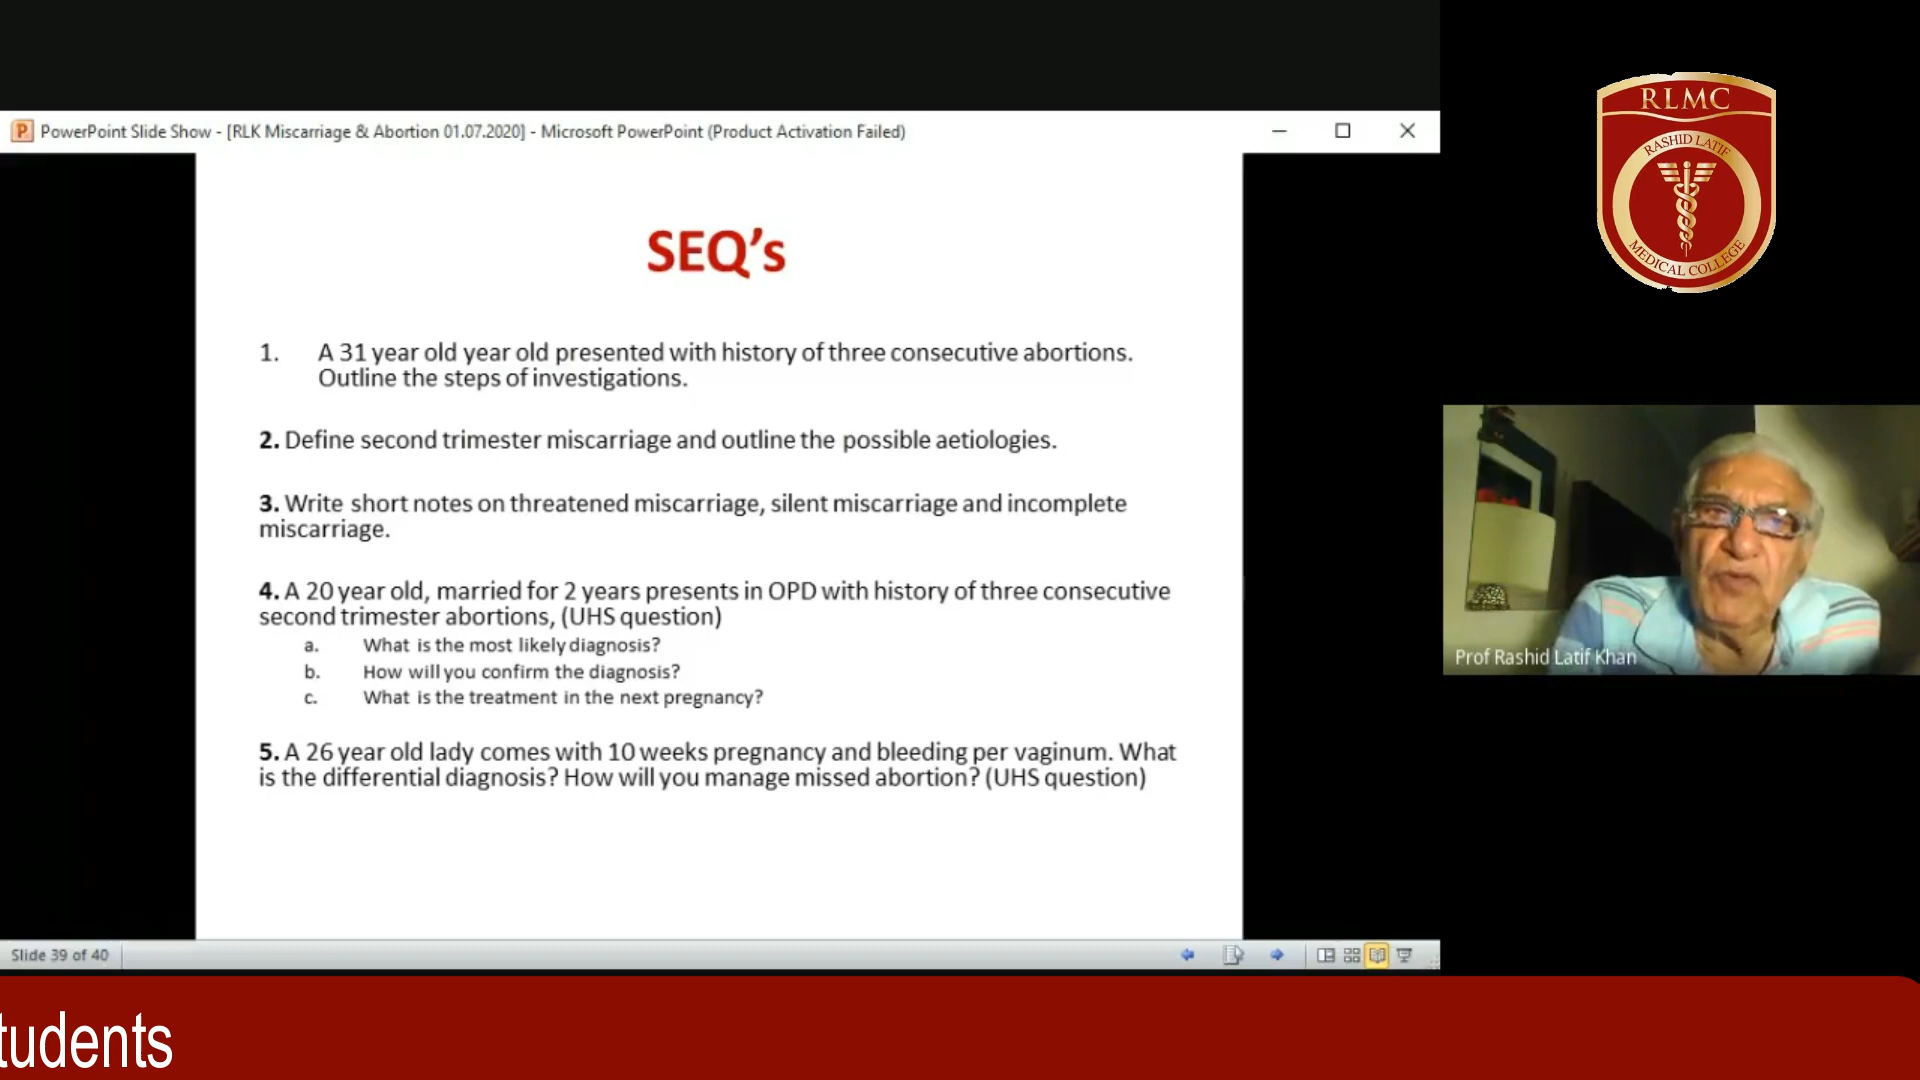 PowerPoint Slide Show - [RLK Miscarriage & Abortion 01.07.2020] - Microsoft PowerPoint (Product Activation Failed)
SEQ's
1. A 31 year old year old presented with history of three consecutive abortions.
Outline the steps of investigations.
2. Define second trimester miscarriage and outline the possible aetiologies.
3. Write short notes on threatened miscarriage, silent miscarriage and incomplete
miscarriage.
4. A 20 year old, married for 2 years presents in OPD with history of three consecutive
second trimester abortions, (UHS question)
a. What is the most likely diagnosis?
b. How will you confirm the diagnosis?
c. What is the treatment in the next pregnancy?
5. A 26 year old lady comes with 10 weeks pregnancy and bleeding per vaginum. What
is the differential diagnosis? How will you manage missed abortion? (UHS question)
Slide 39 of 40
RLMC
RASHID LATIF
MEDICAL COLLEGE
Prof Rashid Latif Khan
tudents